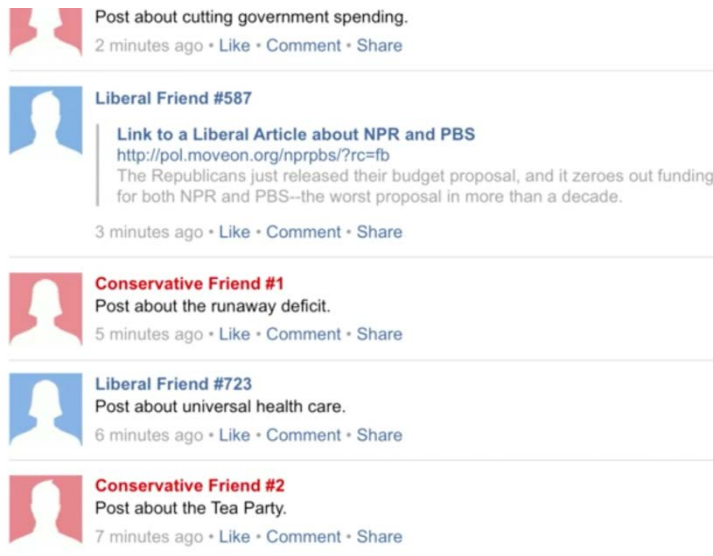 Post about cutting government spending.
2 minutes ago • Like • Comment • Share
Liberal Friend #587
Link to a Liberal Article about NPR and PBS
http://pol.moveon.org/nprpbs/?rc=fb
The Republicans just released their budget proposal, and it zeroes out funding
for both NPR and PBS--the worst proposal in more than a decade.
3 minutes ago • Like • Comment • Share
Conservative Friend #1
Post about the runaway deficit.
5 minutes ago • Like • Comment • Share
Liberal Friend #723
Post about universal health care.
6 minutes ago • Like • Comment • Share
Conservative Friend #2
Post about the Tea Party.
7 minutes ago • Like • Comment • Share